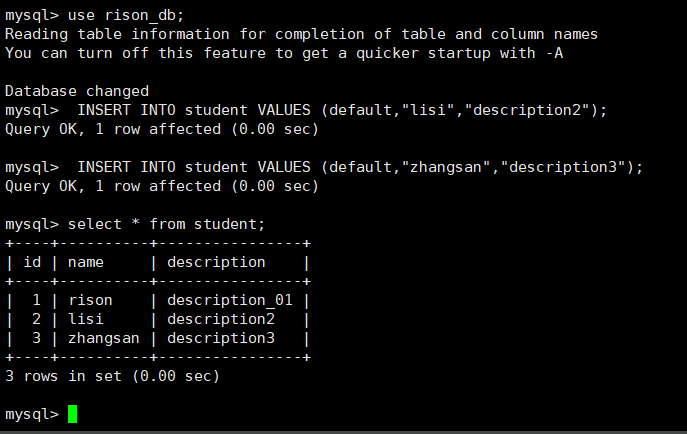 mysql> use rison_db;
Reading table information for completion of table and column names
You can turn off this feature to get a quicker startup with -A

Database changed
mysql>  INSERT INTO student VALUES (default,"lisi","description2");
Query OK, 1 row affected (0.00 sec)

mysql>  INSERT INTO student VALUES (default,"zhangsan","description3");
Query OK, 1 row affected (0.00 sec)

mysql> select * from student;
+----+----------+----------------+
| id | name     | description    |
+----+----------+----------------+
|  1 | rison    | description_01 |
|  2 | lisi     | description2   |
|  3 | zhangsan | description3   |
+----+----------+----------------+
3 rows in set (0.00 sec)

mysql>